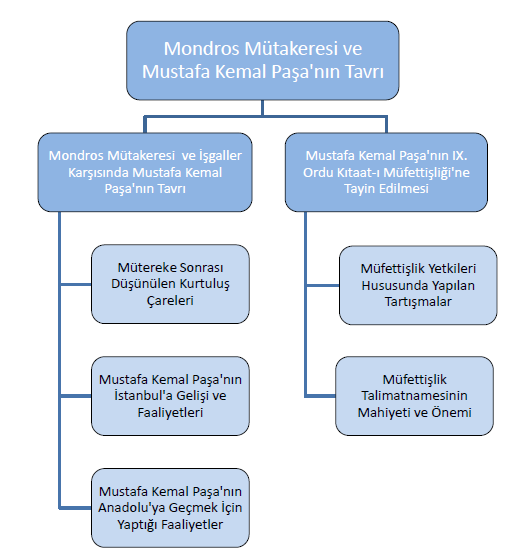 Mondros Mütakeresi ve
Mustafa Kemal Paşa'nın Tavrı
Mondros Mütakeresi ve İşgaller
Karşısında Mustafa Kemal
Paşa'nın Tavrı
Mütereke Sonrası
Düşünülen Kurtuluş
Çareleri
Mustafa Kemal Paşa'nın
İstanbul'a Gelişi ve
Faaliyetleri
Mustafa Kemal Paşa'nın
Anadolu'ya Geçmek İçin
Yaptığı Faaliyetler
Mustafa Kemal Paşa'nın IX.
Ordu Kıtaat-ı Müfettişliği'ne
Tayin Edilmesi
Müfettişlik Yetkileri
Hususunda Yapılan
Tartışmalar
Müfettişlik
Talimatnamesinin
Mahiyeti ve Önemi